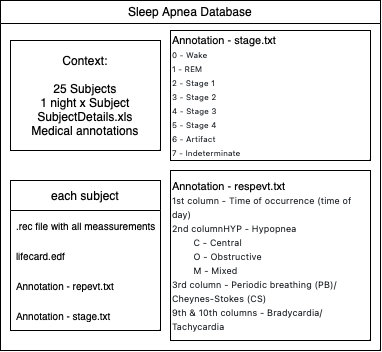 Sleep Apnea Database
Context:
25 Subjects
1 night x Subject
SubjectDetails.xls
Medical annotations
Annotation - stage.txt
0 - Wake
1 - REM
2 - Stage 1
3 - Stage 2
4 - Stage 3
5 - Stage 4
6 - Artifact
7 - Indeterminate
each subject
.rec file with all meassurements
lifecard.edf
Annotation - repevt.txt
Annotation - stage.txt
Annotation - respevt.txt
1st column - Time of occurrence (time of
day)
2nd columnHYP - Hypopnea
C - Central
O - Obstructive
M - Mixed
3rd column - Periodic breathing (PB)/
Cheynes-Stokes (CS)
9th & 10th columns - Bradycardia/
Tachycardia